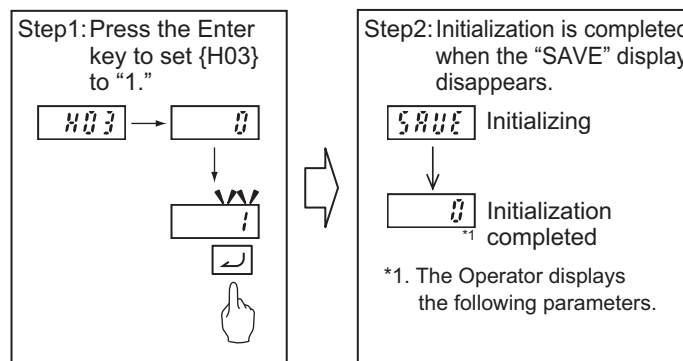 Step1: Press the Enter
key to set {H03}
to “1.”
H03
0
1
Step2: Initialization is completed
when the “SAVE” display
disappears.
SAVE Initializing
0 Initialization
*1 completed
*1. The Operator displays
the following parameters.